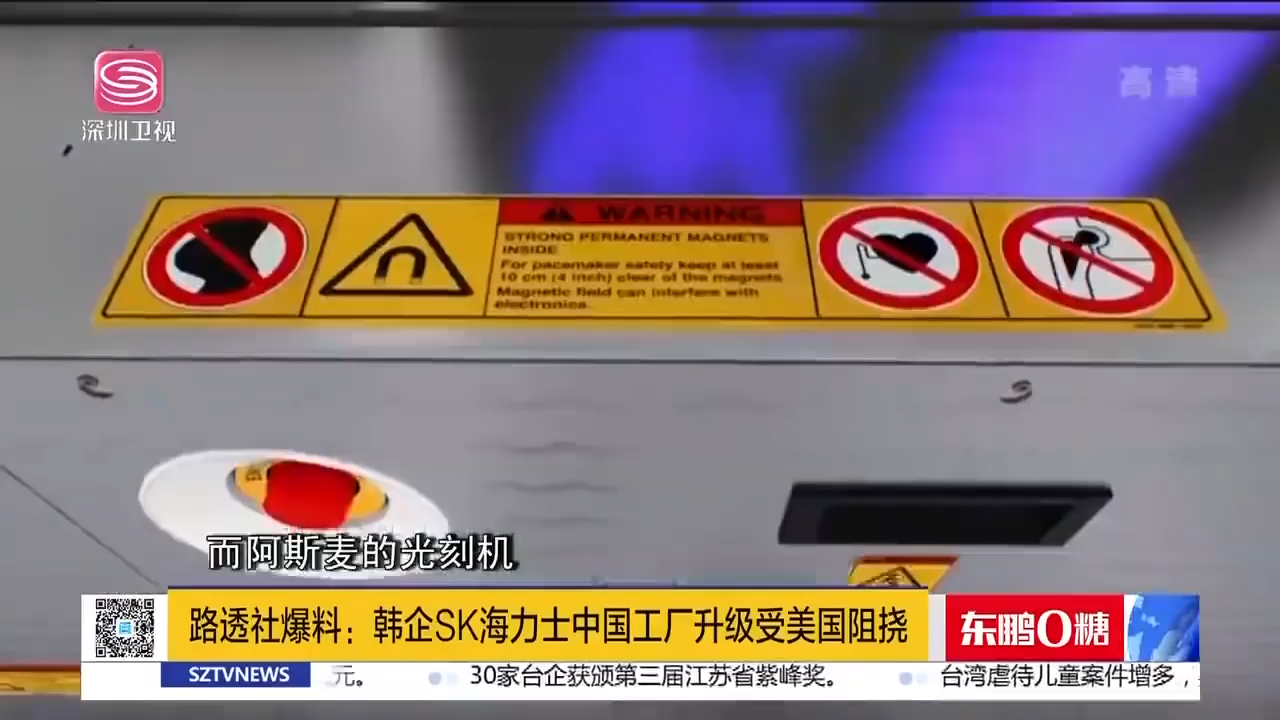 深圳卫视
高清
WARNING
STRONG PERMANENT MAGNETS
INSIDE
For pacemaker safety keep at least
10 cm (4 inch) clear of the magnets
Magnetic field can interfere with
electronics.
而阿斯麦的光刻机
路透社爆料：韩企SK海力士中国工厂升级受美国阻挠
东鹏0糖
SZTVNEWS
元。
30家台企获颁第三届江苏省紫峰奖。
台湾虐待儿童案件增多，